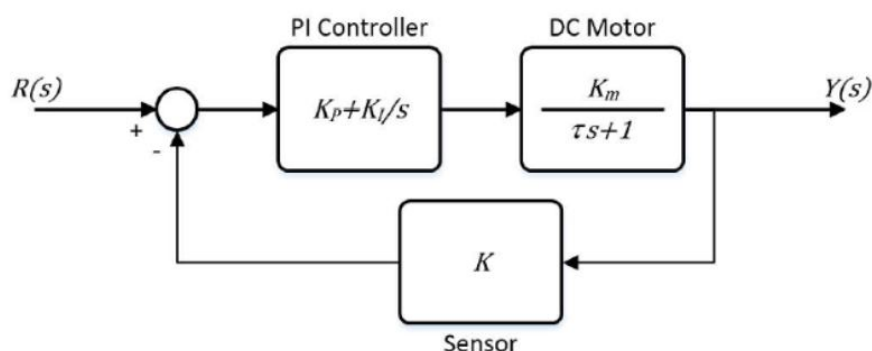 PI Controller
DC Motor
R(s)
Y(s)
K_P+K_I/s
K_m
τs+1
+
-
K
Sensor